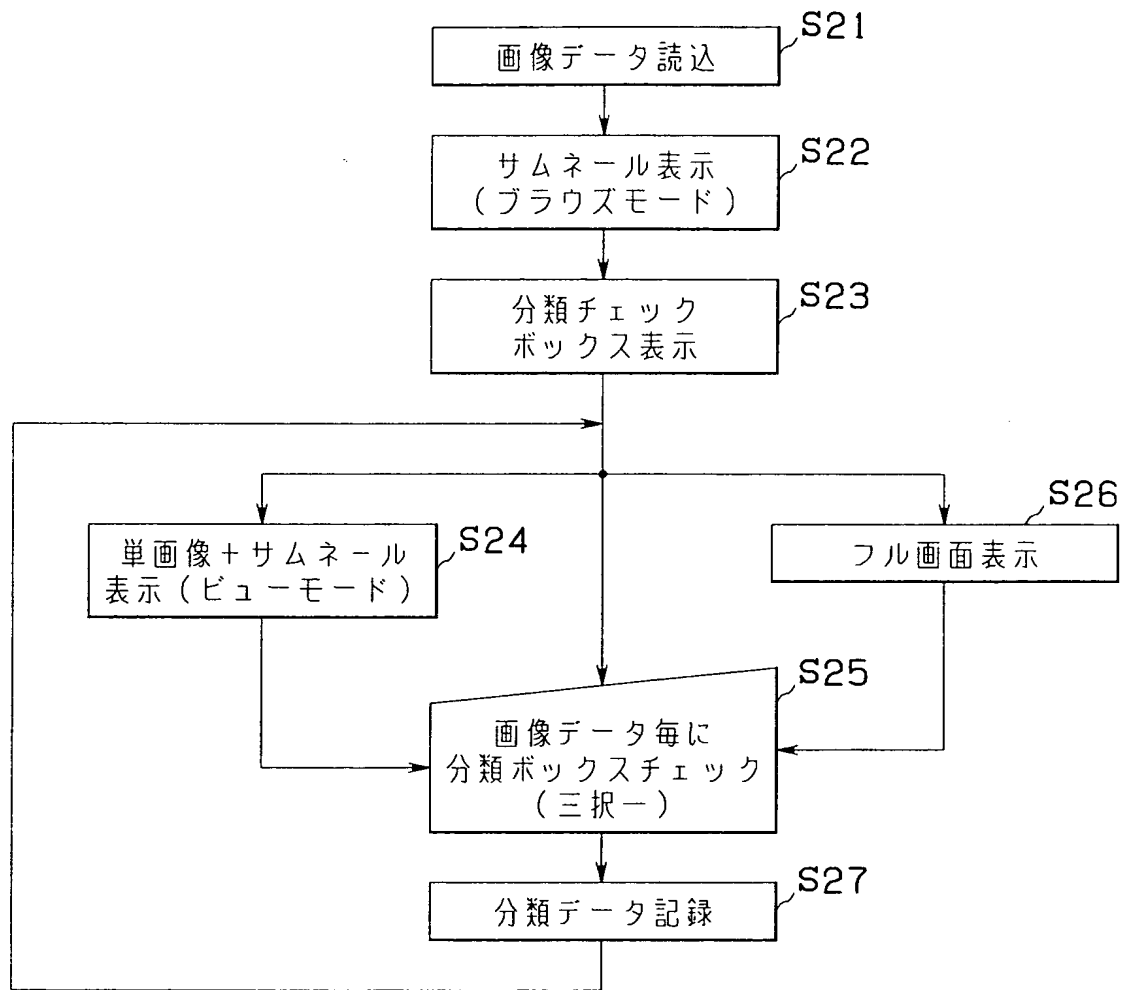 S21
画像データ読込
S22
サムネール表示
(ブラウズモード)
S23
分類チェック
ボックス表示
S24
単画像+サムネール
表示(ビューモード)
S26
フル画面表示
S25
画像データ毎に
分類ボックスチェック
(三択一)
S27
分類データ記録